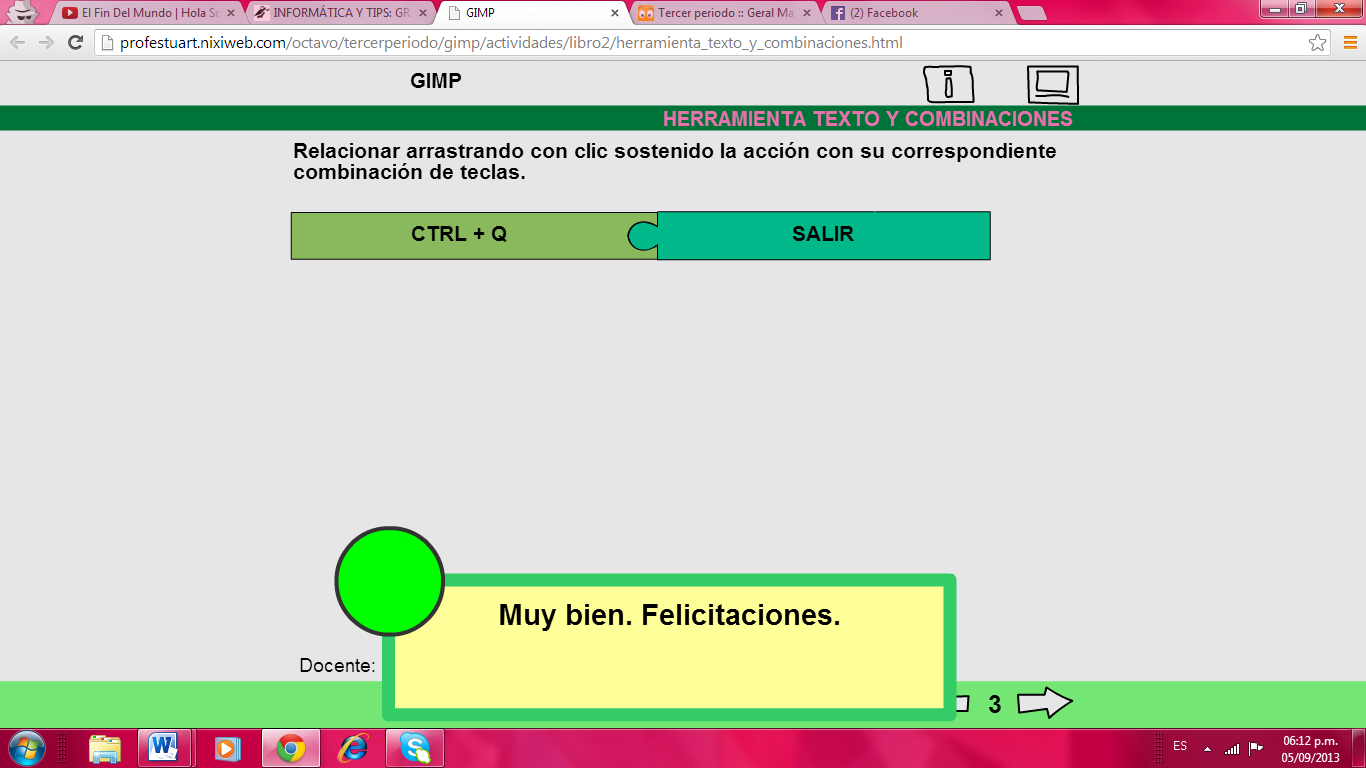 El Fin Del Mundo | Hola So
INFORMÁTICA Y TIPS: GR
GIMP
Tercer periodo :: Geral Ma
(2) Facebook
profestuart.nixiweb.com/octavo/tercerperiodo/gimp/actividades/libro2/herramienta_texto_y_combinaciones.html
GIMP
i
HERRAMIENTA TEXTO Y COMBINACIONES
Relacionar arrastrando con clic sostenido la acción con su correspondiente
combinación de teclas.
CTRL + Q
SALIR
Muy bien. Felicitaciones.
Docente:
3
ES
06:12 p.m.
05/09/2013